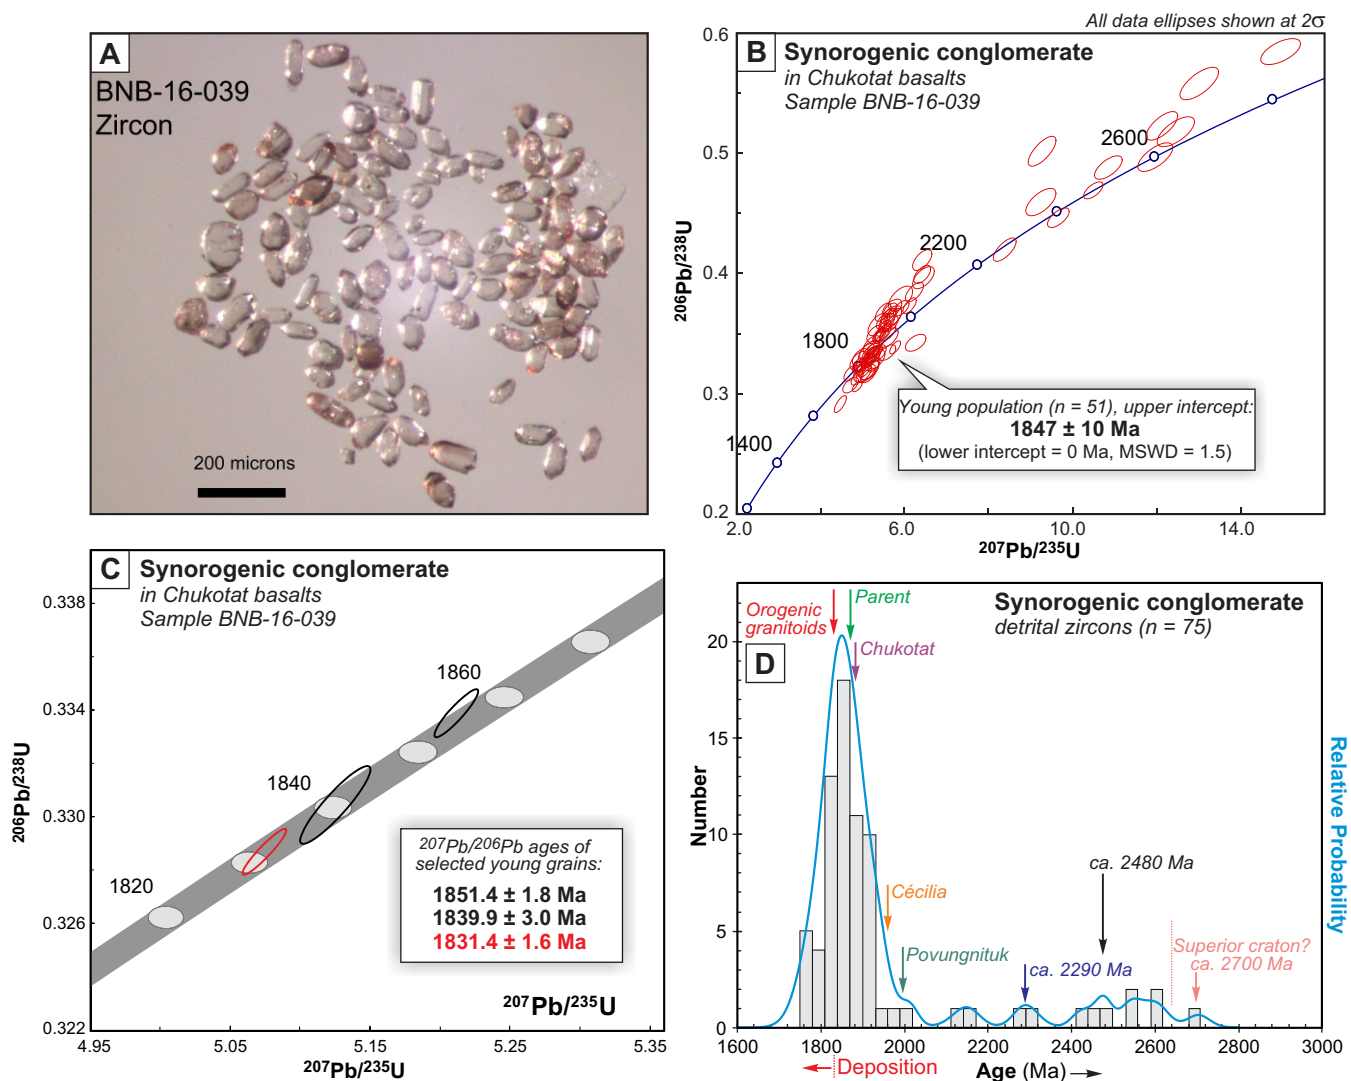 All data ellipses shown at 2σ
A
BNB-16-039
Zircon
200 microns
B
Synorogenic conglomerate
in Chukotat basalts
Sample BNB-16-039
0.6
0.5
0.4
0.3
0.2
206Pb/238U
2600
2200
1800
1400
Young population (n = 51), upper intercept:
1847 ± 10 Ma
(lower intercept = 0 Ma, MSWD = 1.5)
2.0
6.0
10.0
14.0
207Pb/235U
C
Synorogenic conglomerate
in Chukotat basalts
Sample BNB-16-039
0.338
0.334
0.330
0.326
0.322
206Pb/238U
1860
1840
1820
207Pb/206Pb ages of
selected young grains:
1851.4 ± 1.8 Ma
1839.9 ± 3.0 Ma
1831.4 ± 1.6 Ma
207Pb/235U
4.95
5.05
5.15
5.25
5.35
207Pb/235U
D
Synorogenic conglomerate
detrital zircons (n = 75)
Orogenic
granitoids
Parent
Chukotat
Cécilia
Povungnituk
ca. 2290 Ma
ca. 2480 Ma
Superior craton?
ca. 2700 Ma
20
15
10
5
0
Number
Relative Probability
1600
1800
2000
2200
2400
2600
2800
3000
Deposition
Age (Ma)